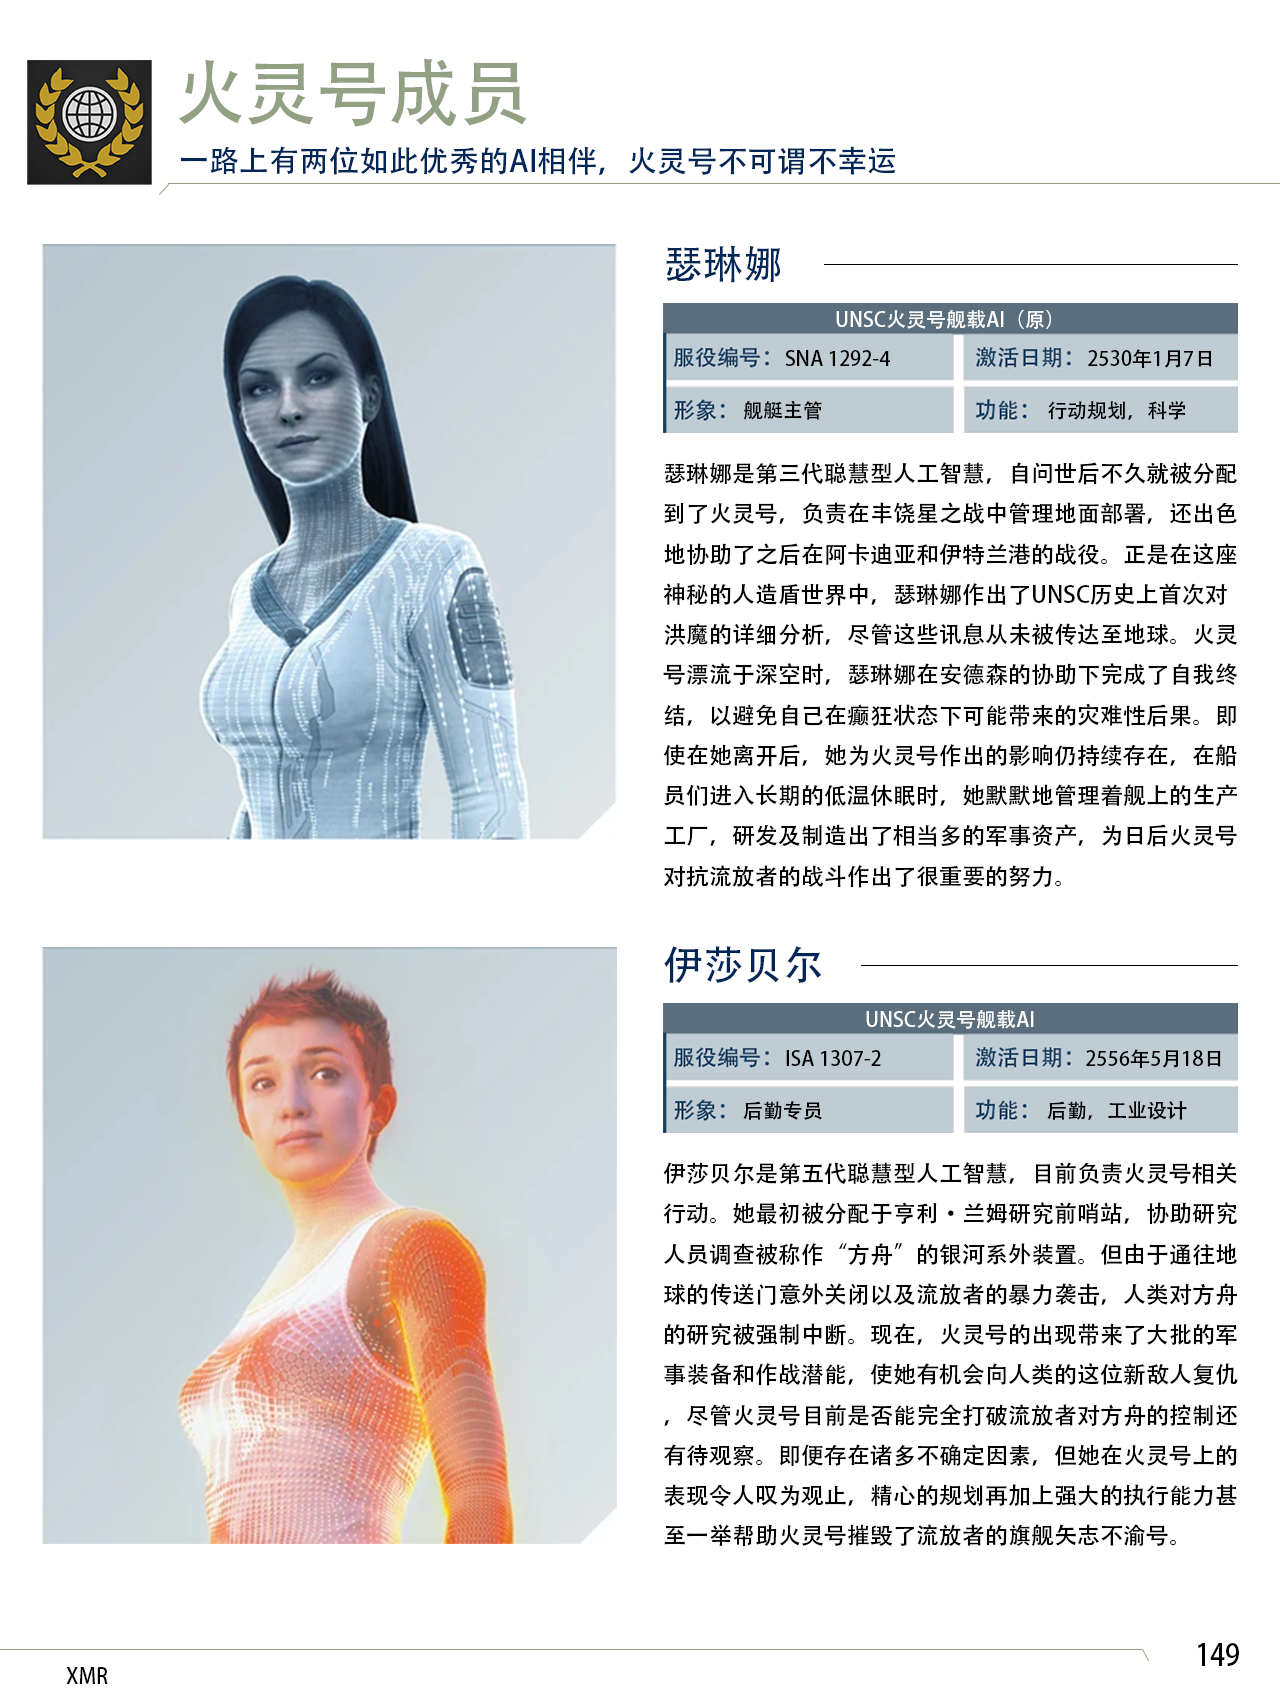 火灵号成员
一路上有两位如此优秀的AI相伴，火灵号不可谓不幸运
瑟琳娜
UNSC火灵号舰载AI（原）
服役编号：SNA 1292-4
激活日期：2530年1月7日
形象：舰艇主管
功能：行动规划，科学
瑟琳娜是第三代聪慧型人工智慧，自问世后不久就被分配
到了火灵号，负责在丰饶星之战中管理地面部署，还出色
地协助了之后在阿卡迪亚和伊特兰港的战役。正是在这座
神秘的人造盾世界中，瑟琳娜作出了UNSC历史上首次对
洪魔的详细分析，尽管这些讯息从未被传达至地球。火灵
号漂流于深空时，瑟琳娜在安德森的协助下完成了自我终
结，以避免自己在癫狂状态下可能带来的灾难性后果。即
使在她离开后，她为火灵号作出的影响仍持续存在，在船
员们进入长期的低温休眠时，她默默地管理着舰上的生产
工厂，研发及制造出了相当多的军事资产，为日后火灵号
对抗流放者的战斗作出了很重要的努力。
伊莎贝尔
UNSC火灵号舰载AI
服役编号：ISA 1307-2
激活日期：2556年5月18日
形象：后勤专员
功能：后勤，工业设计
伊莎贝尔是第五代聪慧型人工智慧，目前负责火灵号相关
行动。她最初被分配于亨利·兰姆研究前哨站，协助研究
人员调查被称作“方舟”的银河系外装置。但由于通往地
球的传送门意外关闭以及流放者的暴力袭击，人类对方舟
的研究被强制中断。现在，火灵号的出现带来了大批的军
事装备和作战潜能，使她有机会向人类的这位新敌人复仇
，尽管火灵号目前是否能完全打破流放者对方舟的控制还
有待观察。即便存在诸多不确定因素，但她在火灵号上的
表现令人叹为观止，精心的规划再加上强大的执行能力甚
至一举帮助火灵号摧毁了流放者的旗舰矢志不渝号。
149
XMR